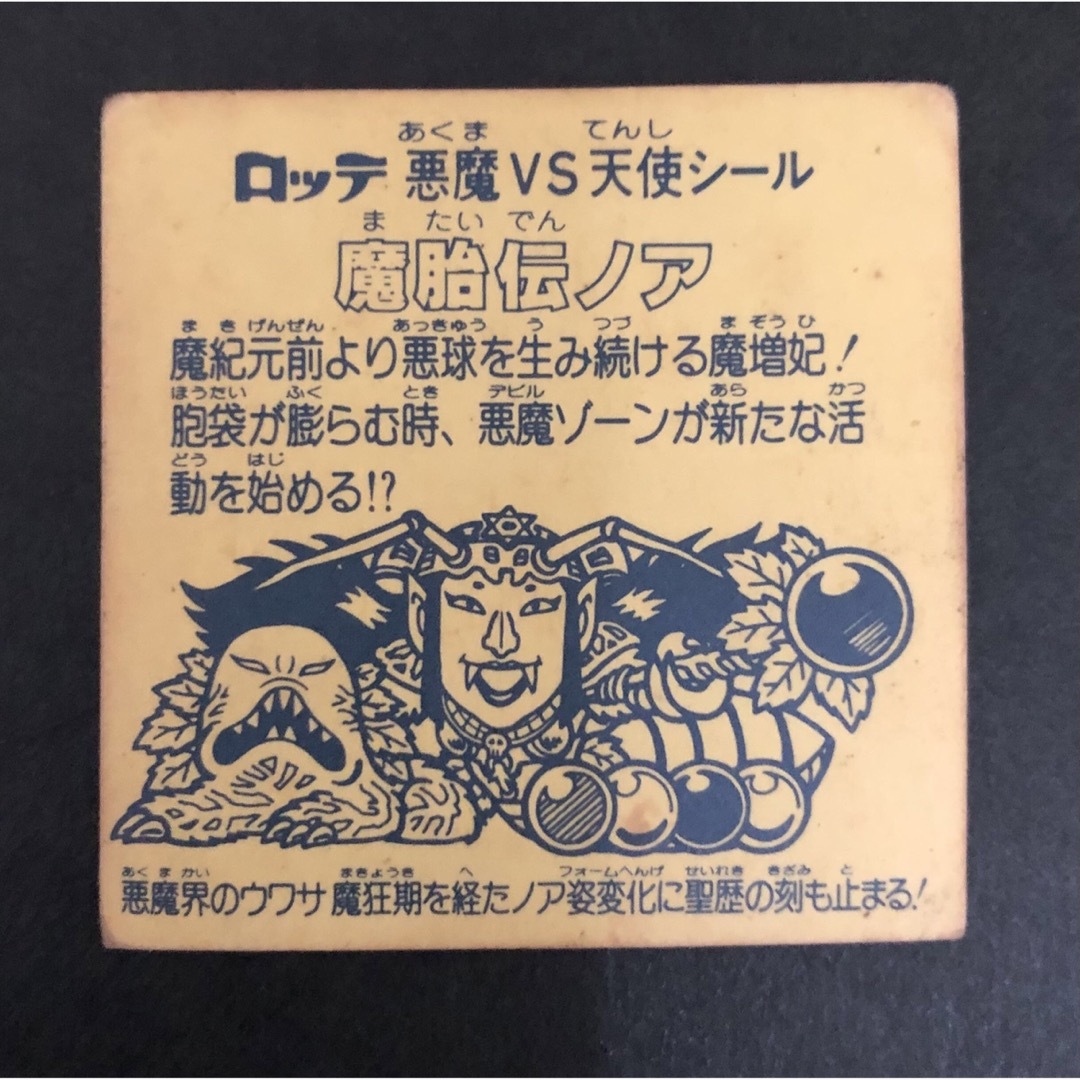 あくま てんし
ロッテ 悪魔VS天使シール
ま たい でん
魔胎伝ノア
ま き げんぜん あっきゅう う つづ ま ぞう ひ
魔紀元前より悪球を生み続ける魔増妃!
ほうたい ふく とき デビル あら かつ
胞袋が膨らむ時、悪魔ゾーンが新たな活
どう はじ
動を始める!?
あく ま かい まきょうき へ フォームへんげ せいれき きざみ と
悪魔界のウワサ 魔狂期を経たノア姿変化に聖歴の刻も止まる!